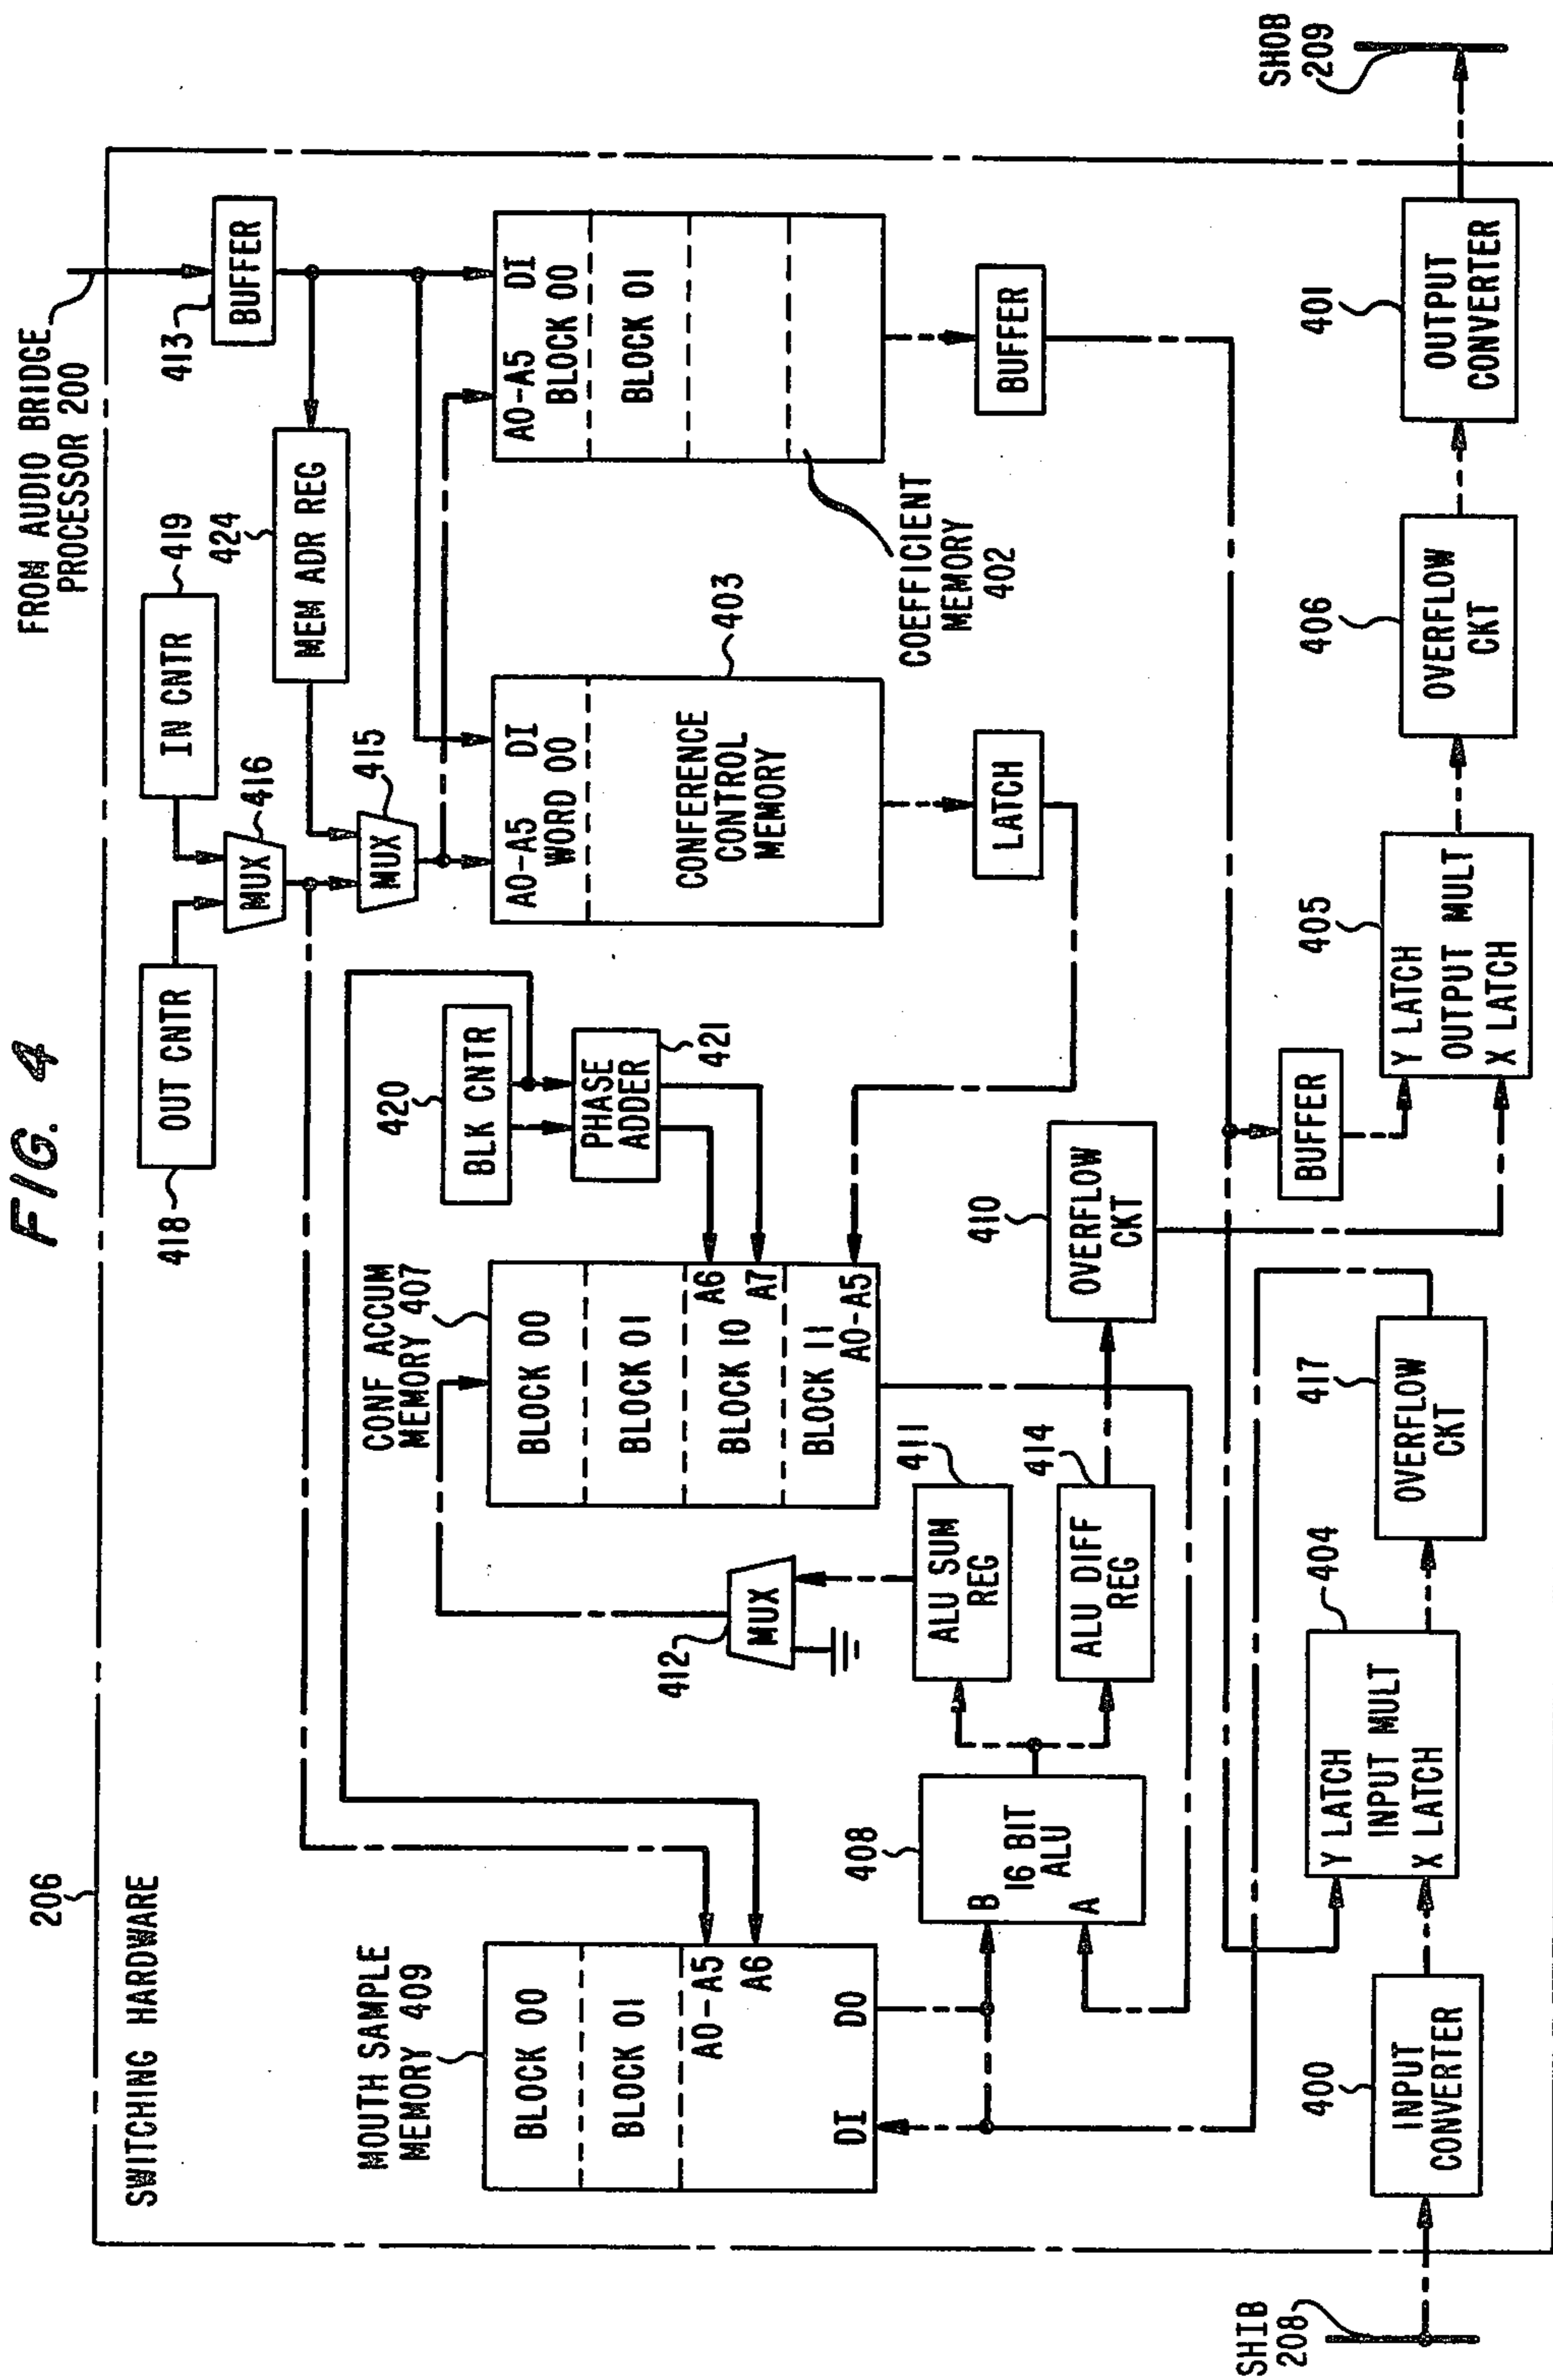 FIG. 4
206
SWITCHING HARDWARE
FROM AUDIO BRIDGE
PROCESSOR 200
418
OUT CNTR
IN CNTR
419
MUX
416
MEM ADR REG
424
413
BUFFER
MUX
415
420
BLK CNTR
PHASE
ADDER
421
MOUTH SAMPLE
MEMORY 409
BLOCK 00
BLOCK 01
A0-A5
A6
DI
DO
CONF ACCUM
MEMORY 407
BLOCK 00
BLOCK 01
BLOCK 10
BLOCK 11
A6
A7
A0-A5
A0-A5
DI
WORD 00
CONFERENCE
CONTROL
MEMORY
403
A0-A5
DI
BLOCK 00
BLOCK 01
COEFFICIENT
MEMORY
402
412
MUX
LATCH
BUFFER
408
B
16 BIT
ALU
A
ALU SUM
REG
411
ALU DIFF
REG
414
410
OVERFLOW
CKT
BUFFER
SHIB
208
400
INPUT
CONVERTER
404
Y LATCH
INPUT MULT
X LATCH
417
OVERFLOW
CKT
405
Y LATCH
OUTPUT MULT
X LATCH
406
OVERFLOW
CKT
401
OUTPUT
CONVERTER
SHOB
209